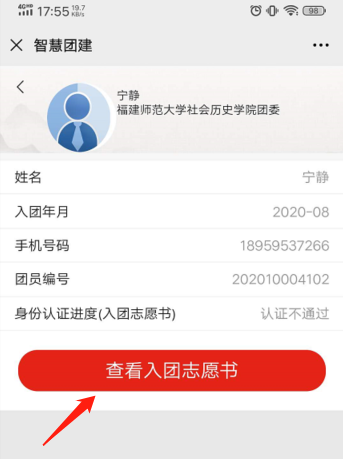 4GHD 17:55 19.7 KB/S 98
智慧团建
宁静
福建师范大学社会历史学院团委
姓名 宁静
入团年月 2020-08
手机号码 18959537266
团员编号 202010004102
身份认证进度(入团志愿书) 认证不通过
查看入团志愿书